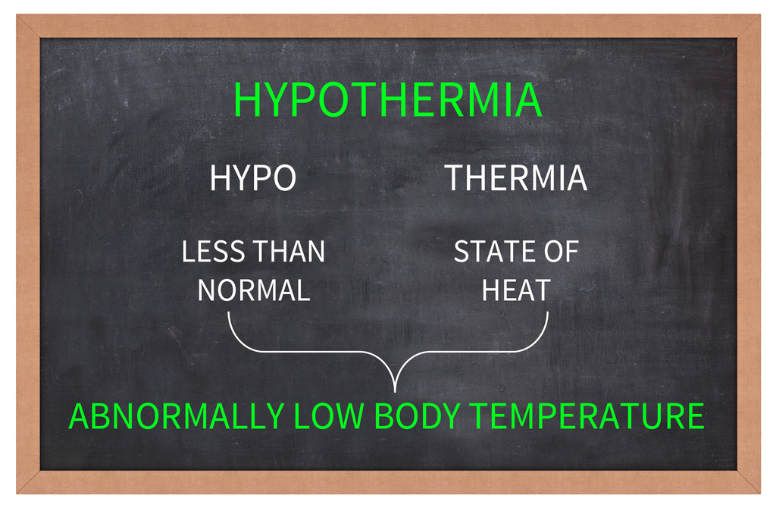 HYPOTHERMIA
HYPO THERMIA
LESS THAN STATE OF
NORMAL HEAT
ABNORMALLY LOW BODY TEMPERATURE